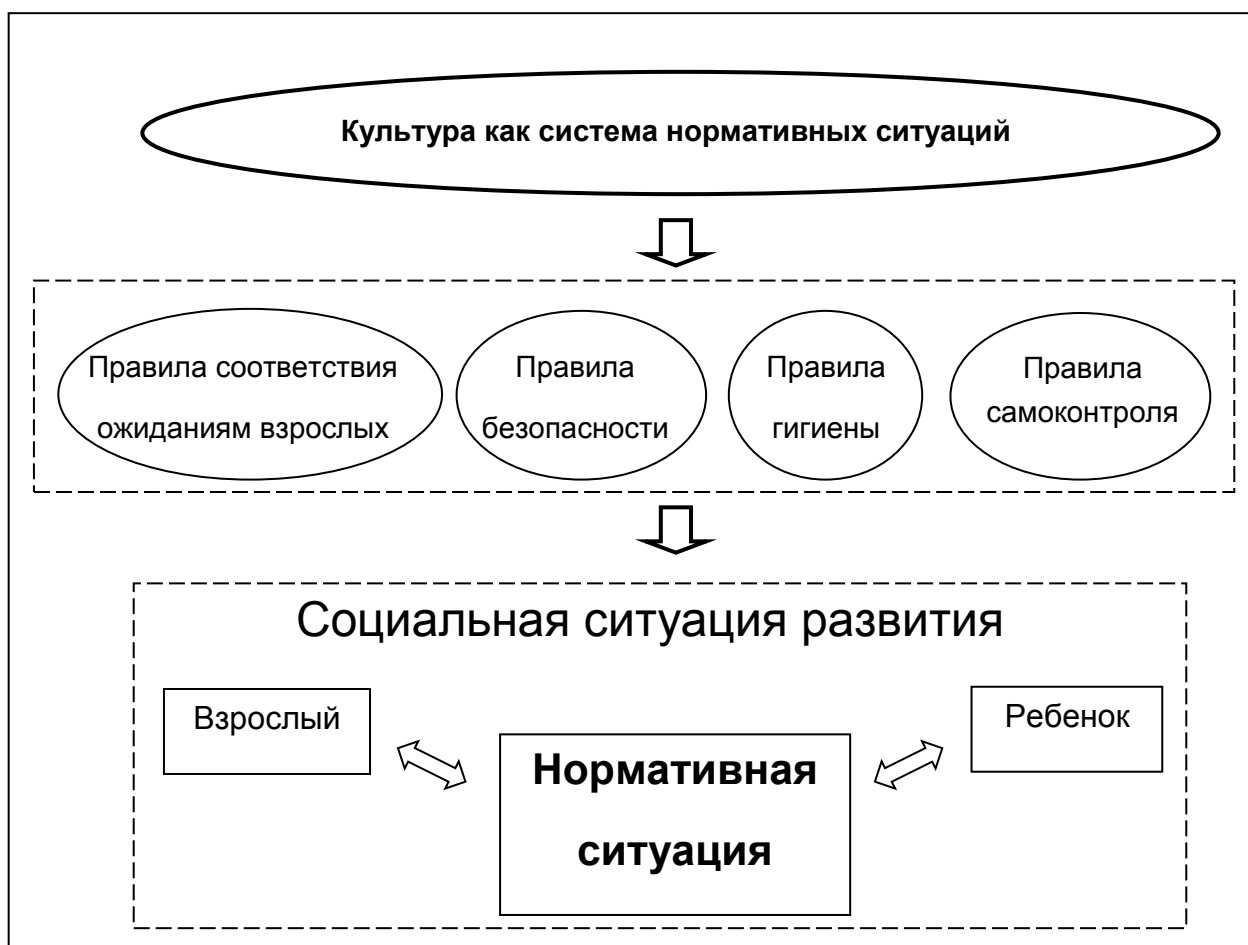 Культура как система нормативных ситуаций
Правила соответствия
ожиданиям взрослых
Правила
безопасности
Правила
гигиены
Правила
самоконтроля
Социальная ситуация развития
Взрослый
Ребенок
Нормативная
ситуация